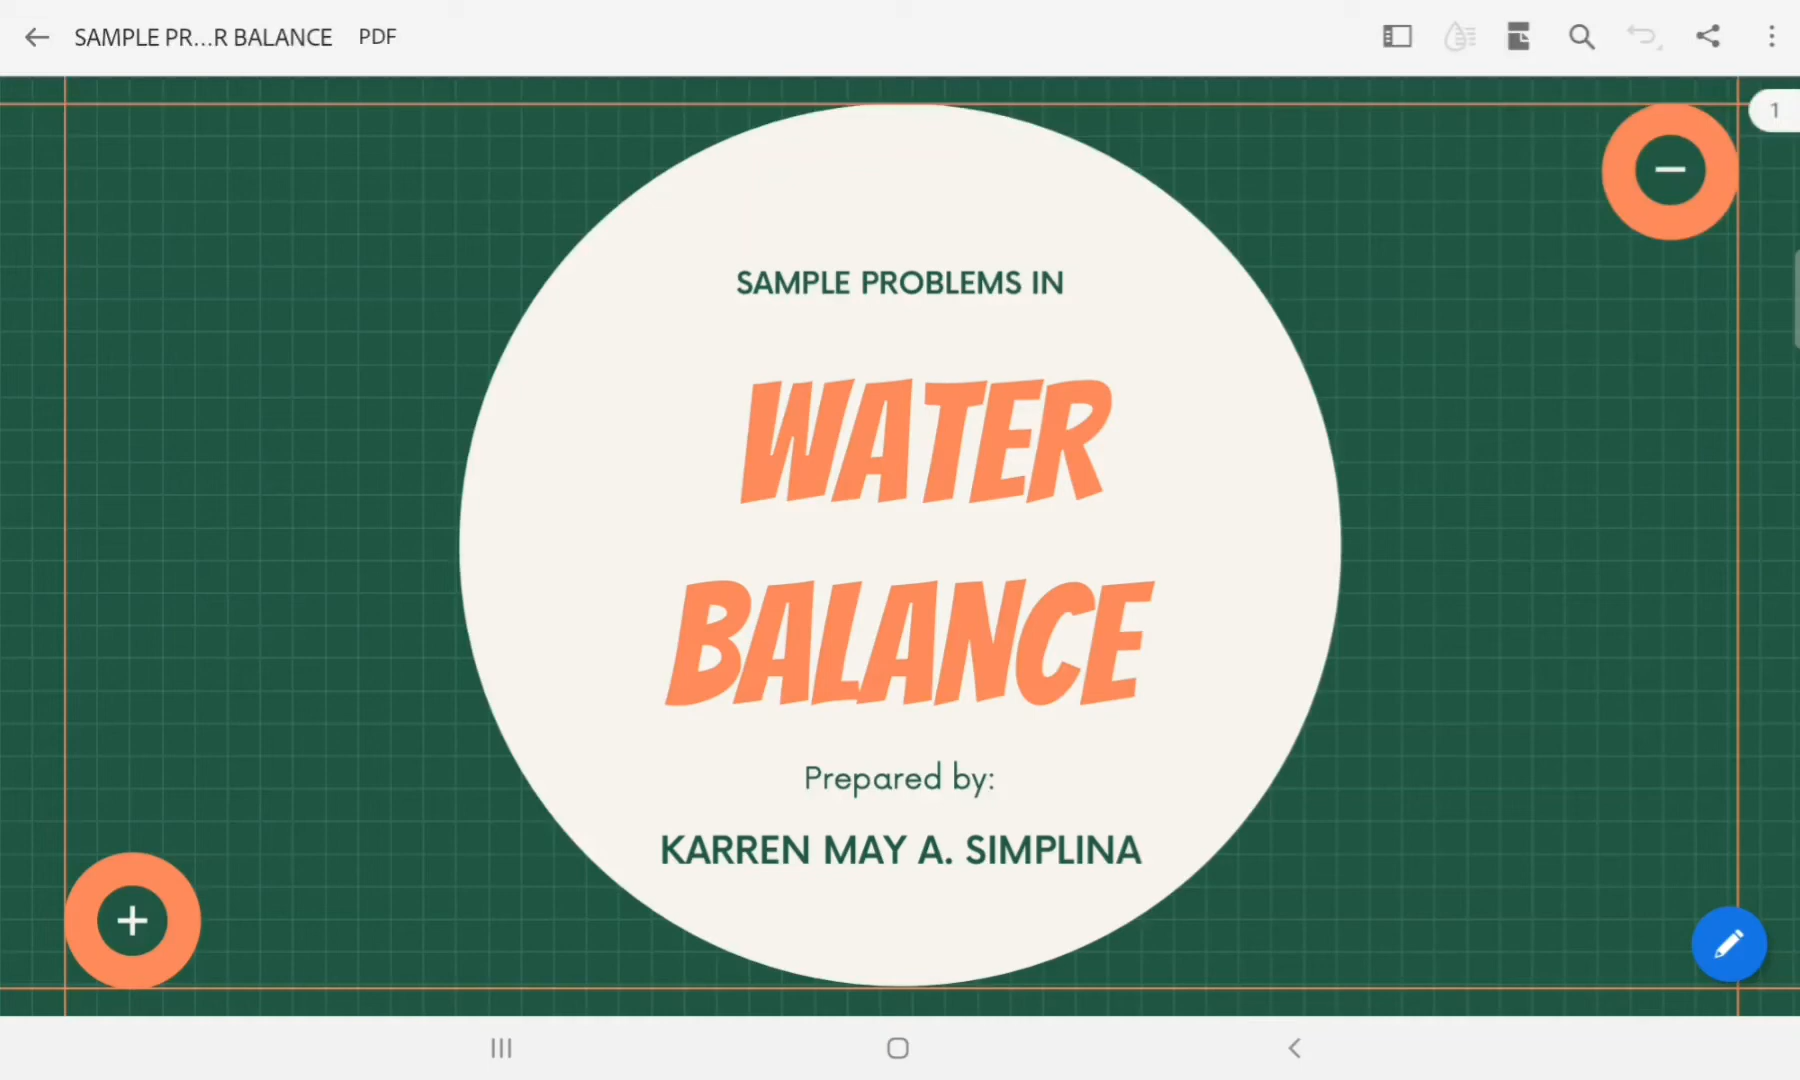 SAMPLE PR...R BALANCE PDF
1
SAMPLE PROBLEMS IN
WATER
BALANCE
Prepared by:
KARREN MAY A. SIMPLINA